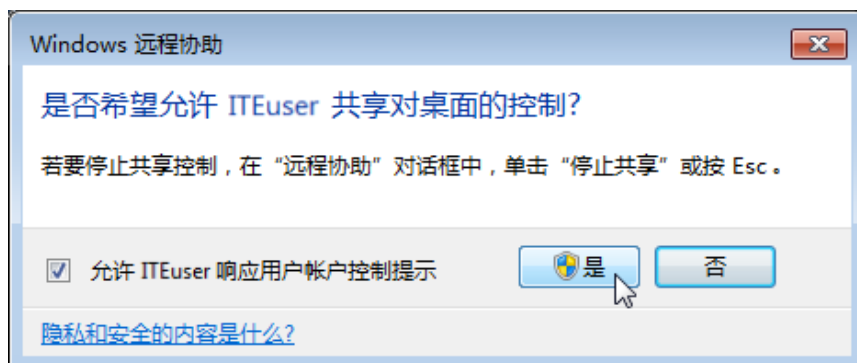 Windows 远程协助
是否希望允许 ITEuser 共享对桌面的控制?
若要停止共享控制，在“远程协助”对话框中，单击“停止共享”或按 Esc。
允许 ITEuser 响应用户帐户控制提示
是
否
隐私和安全的内容是什么?